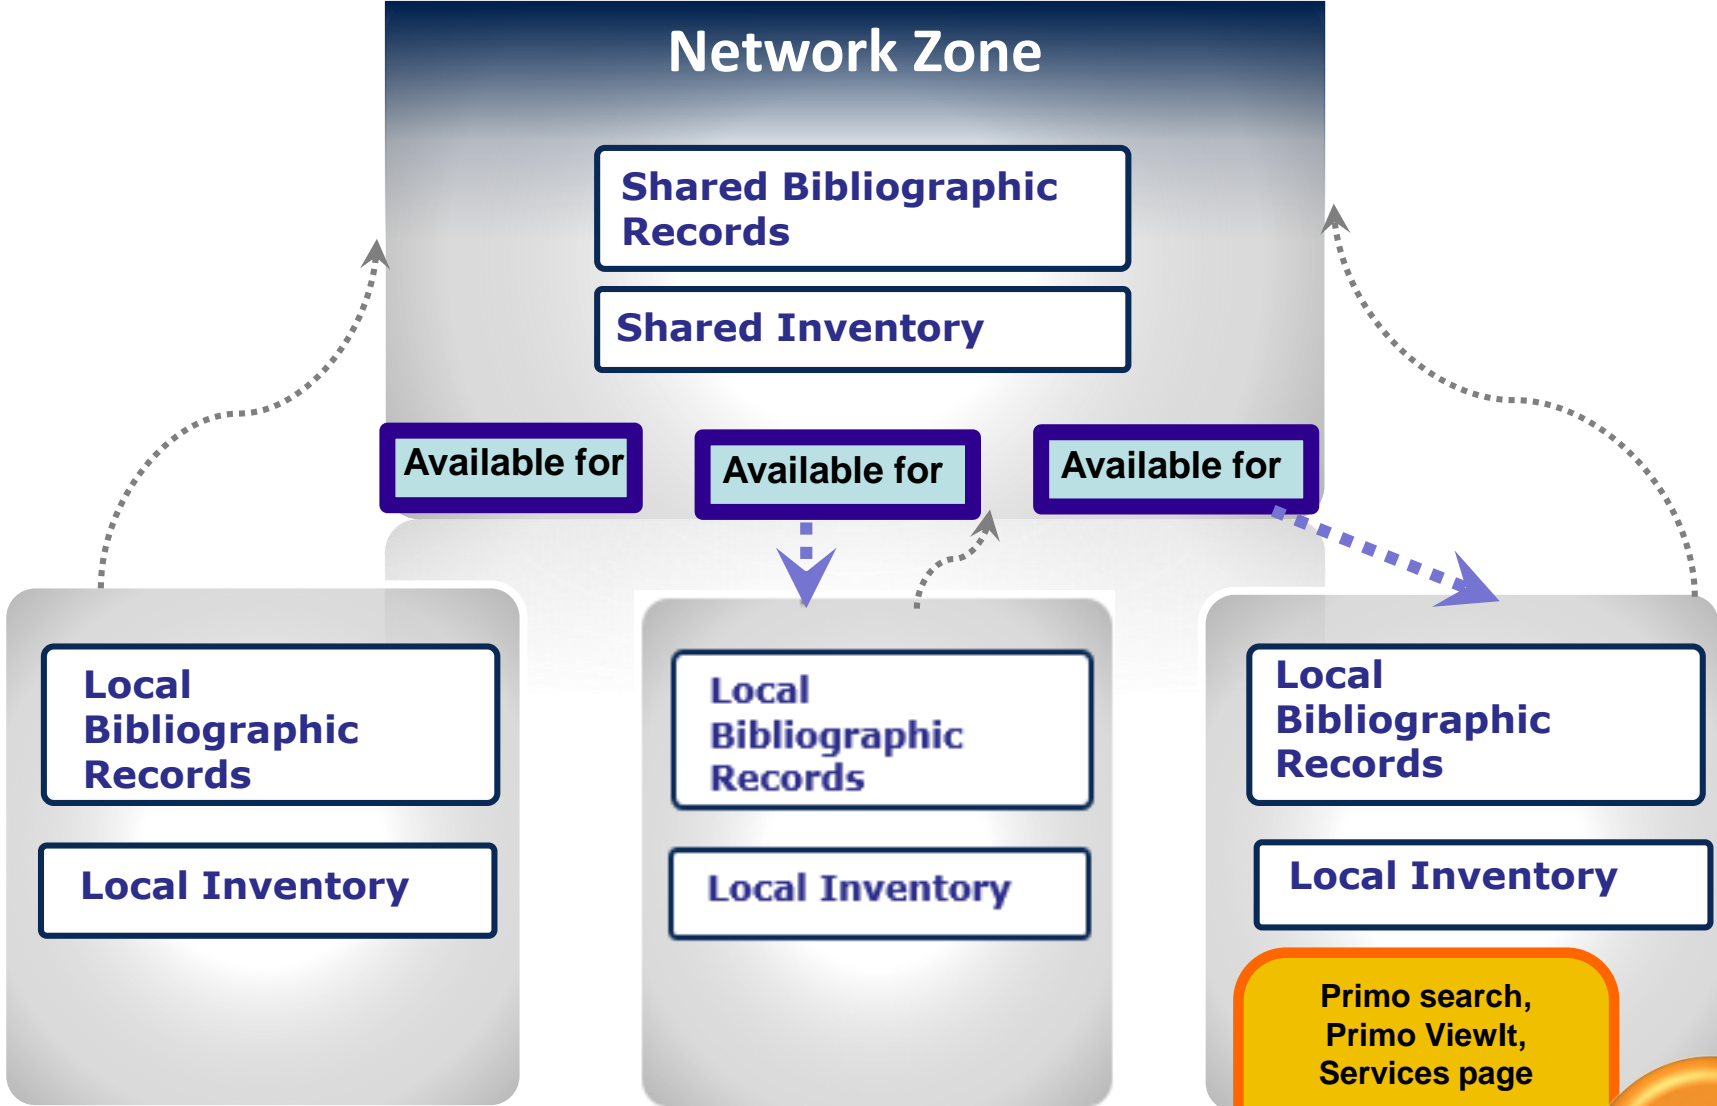 Network Zone
Shared Bibliographic
Records
Shared Inventory
Available for
Available for
Available for
Local
Bibliographic
Records
Local Inventory
Local
Bibliographic
Records
Local Inventory
Local
Bibliographic
Records
Local Inventory
Primo search,
Primo ViewIt,
Services page